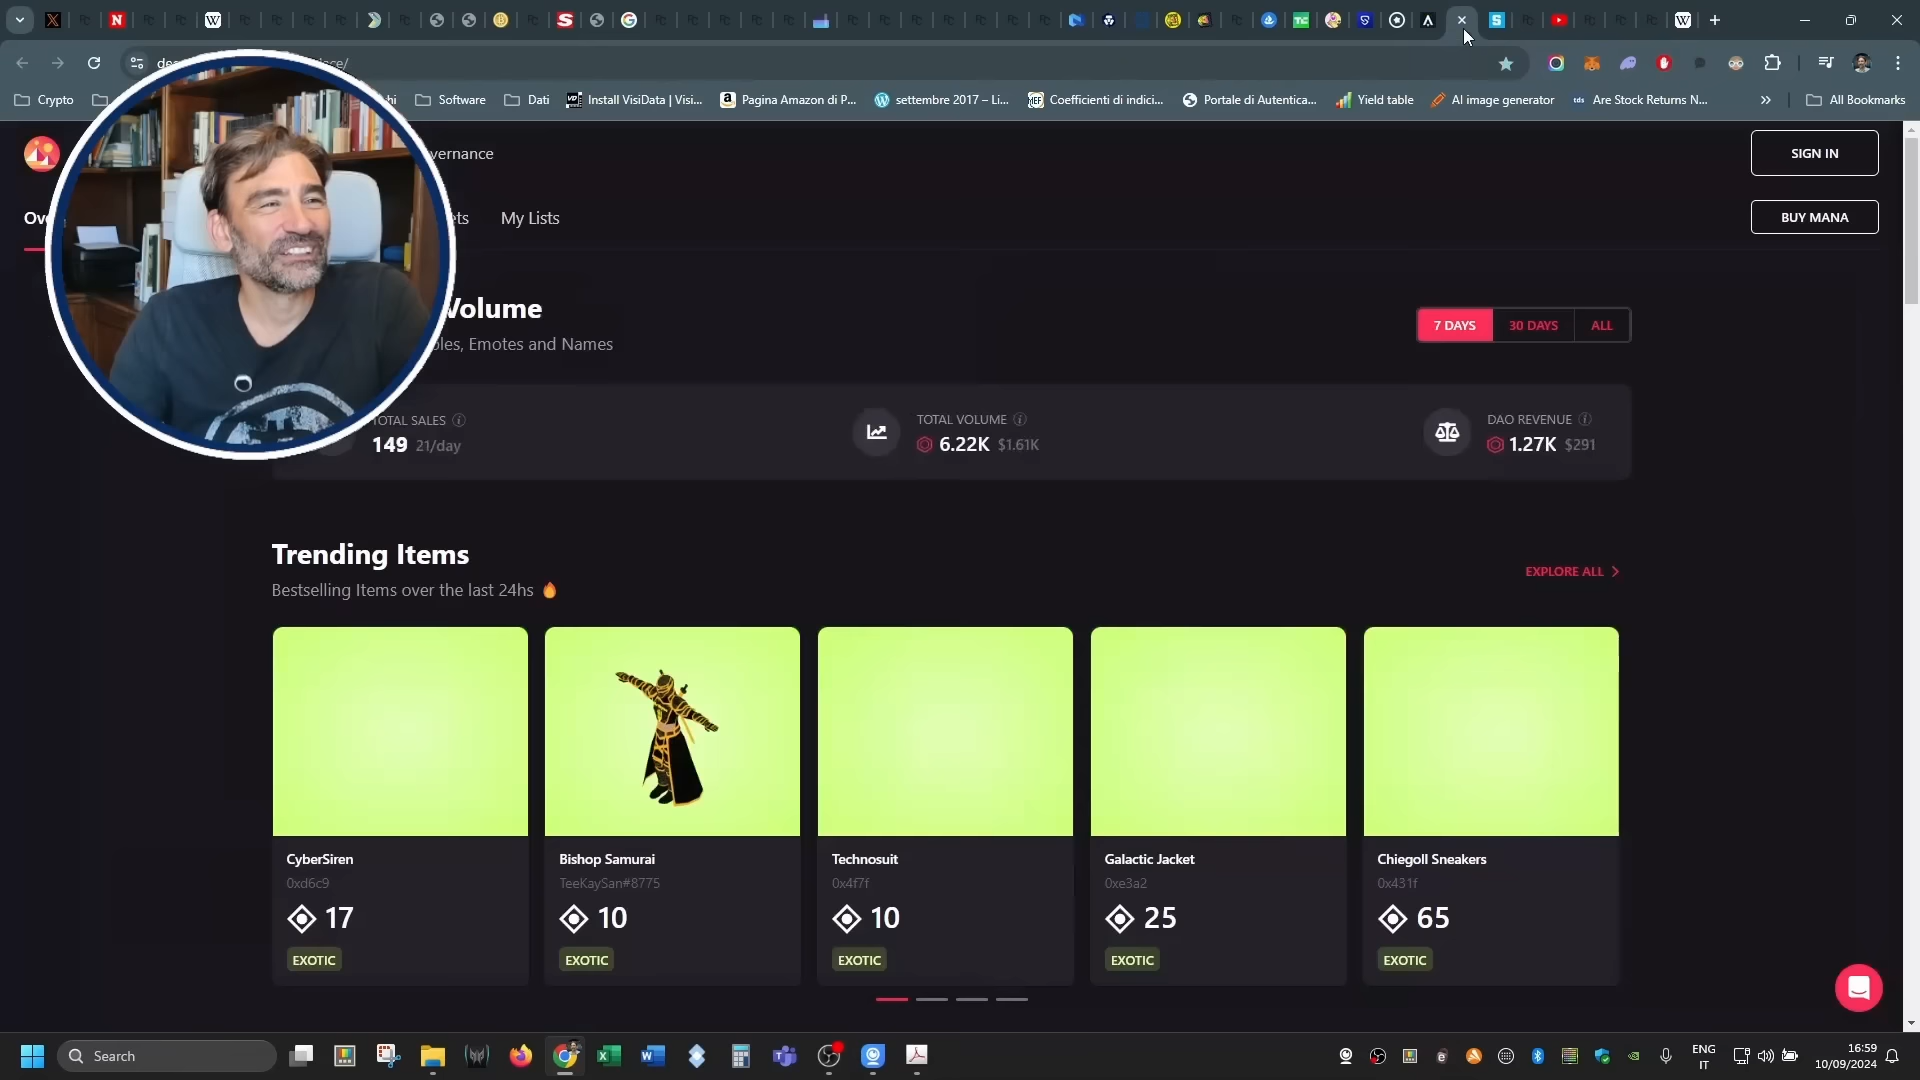 Crypto
Software
Dati
Install VisiData | Visi...
Pagina Amazon di P...
settembre 2017 – Li...
Coefficienti di indici...
Portale di Autentica...
Yield table
AI image generator
Are Stock Returns N...
All Bookmarks
vernance
SIGN IN
My Lists
BUY MANA
Volume
Emotes and Names
7 DAYS
30 DAYS
ALL
TOTAL SALES
149 21/day
TOTAL VOLUME
6.22K $1.61K
DAO REVENUE
1.27K $291
Trending Items
Bestselling Items over the last 24hs
EXPLORE ALL
CyberSiren
0xd6c9
17
EXOTIC
Bishop Samurai
TeeKaySan#8775
10
EXOTIC
Technosuit
0x4f7f
10
EXOTIC
Galactic Jacket
0xe3a2
25
EXOTIC
Chiegoll Sneakers
0x431f
65
EXOTIC
Search
ENG
IT
16:59
10/09/2024